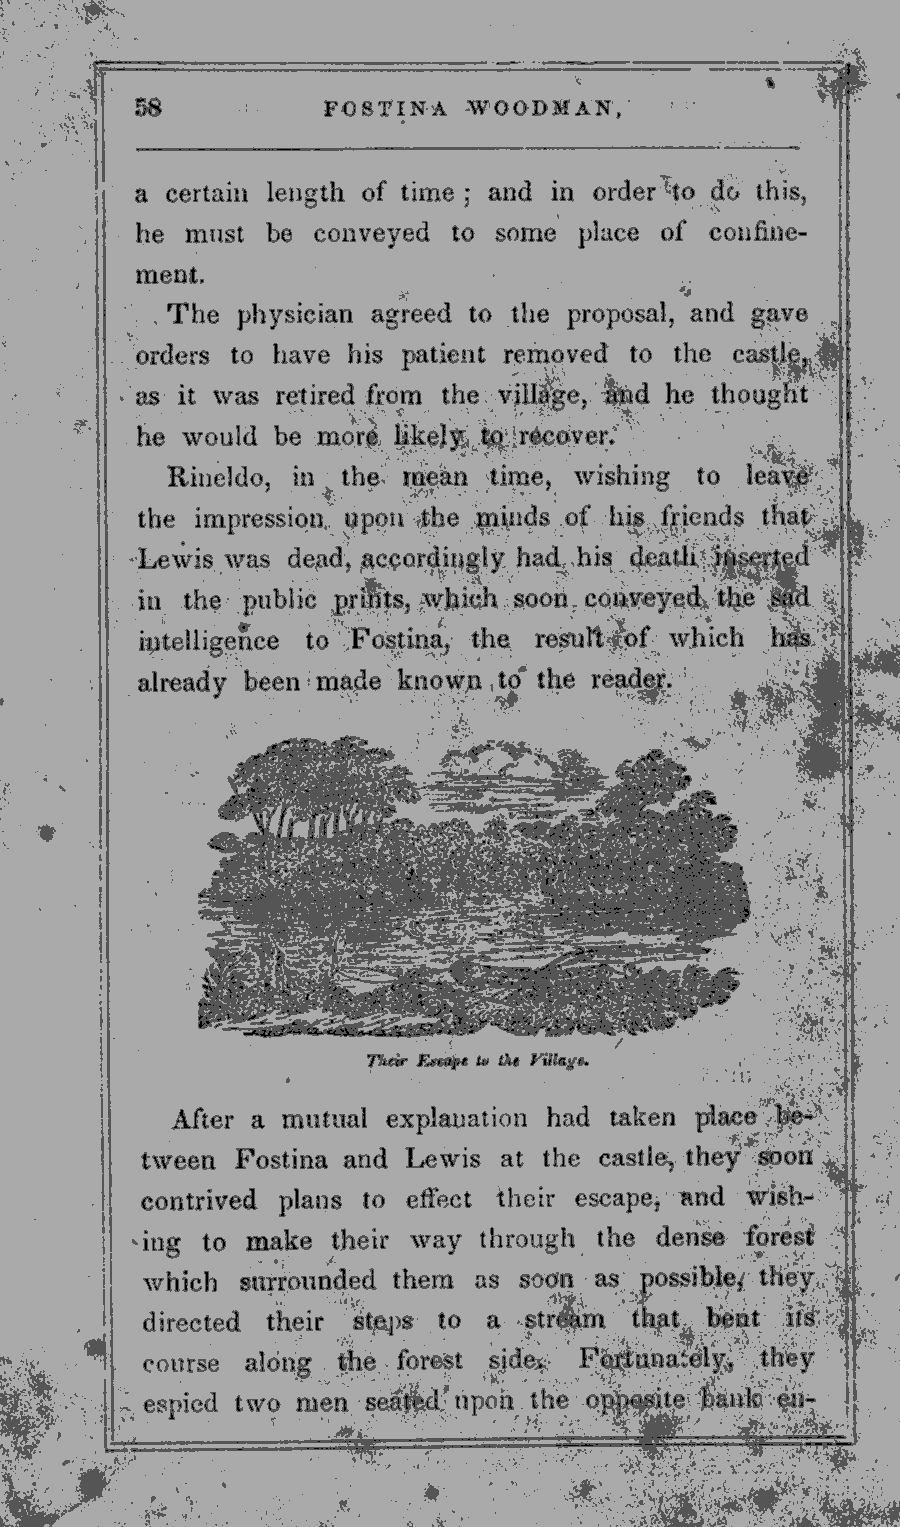 58 FOSTINA WOODMAN,
a certain length of time ; and in order to do this,
he must be conveyed to some place of confine-
ment.
The physician agreed to the proposal, and gave
orders to have his patient removed to the castle,
as it was retired from the village, and he thought
he would be more likely to recover.
Rineldo, in the mean time, wishing to leave
the impression upon the minds of his friends that
Lewis was dead, accordingly had his death inserted
in the public prints, which soon conveyed the sad
intelligence to Fostina, the result of which has
already been made known to the reader.
Their Escape to the Village.
After a mutual explanation had taken place be-
tween Fostina and Lewis at the castle, they soon
contrived plans to effect their escape, and wish-
ing to make their way through the dense forest
which surrounded them as soon as possible, they
directed their steps to a stream that bent its
course along the forest side. Fortunately, they
espied two men seated upon the opposite bank en-